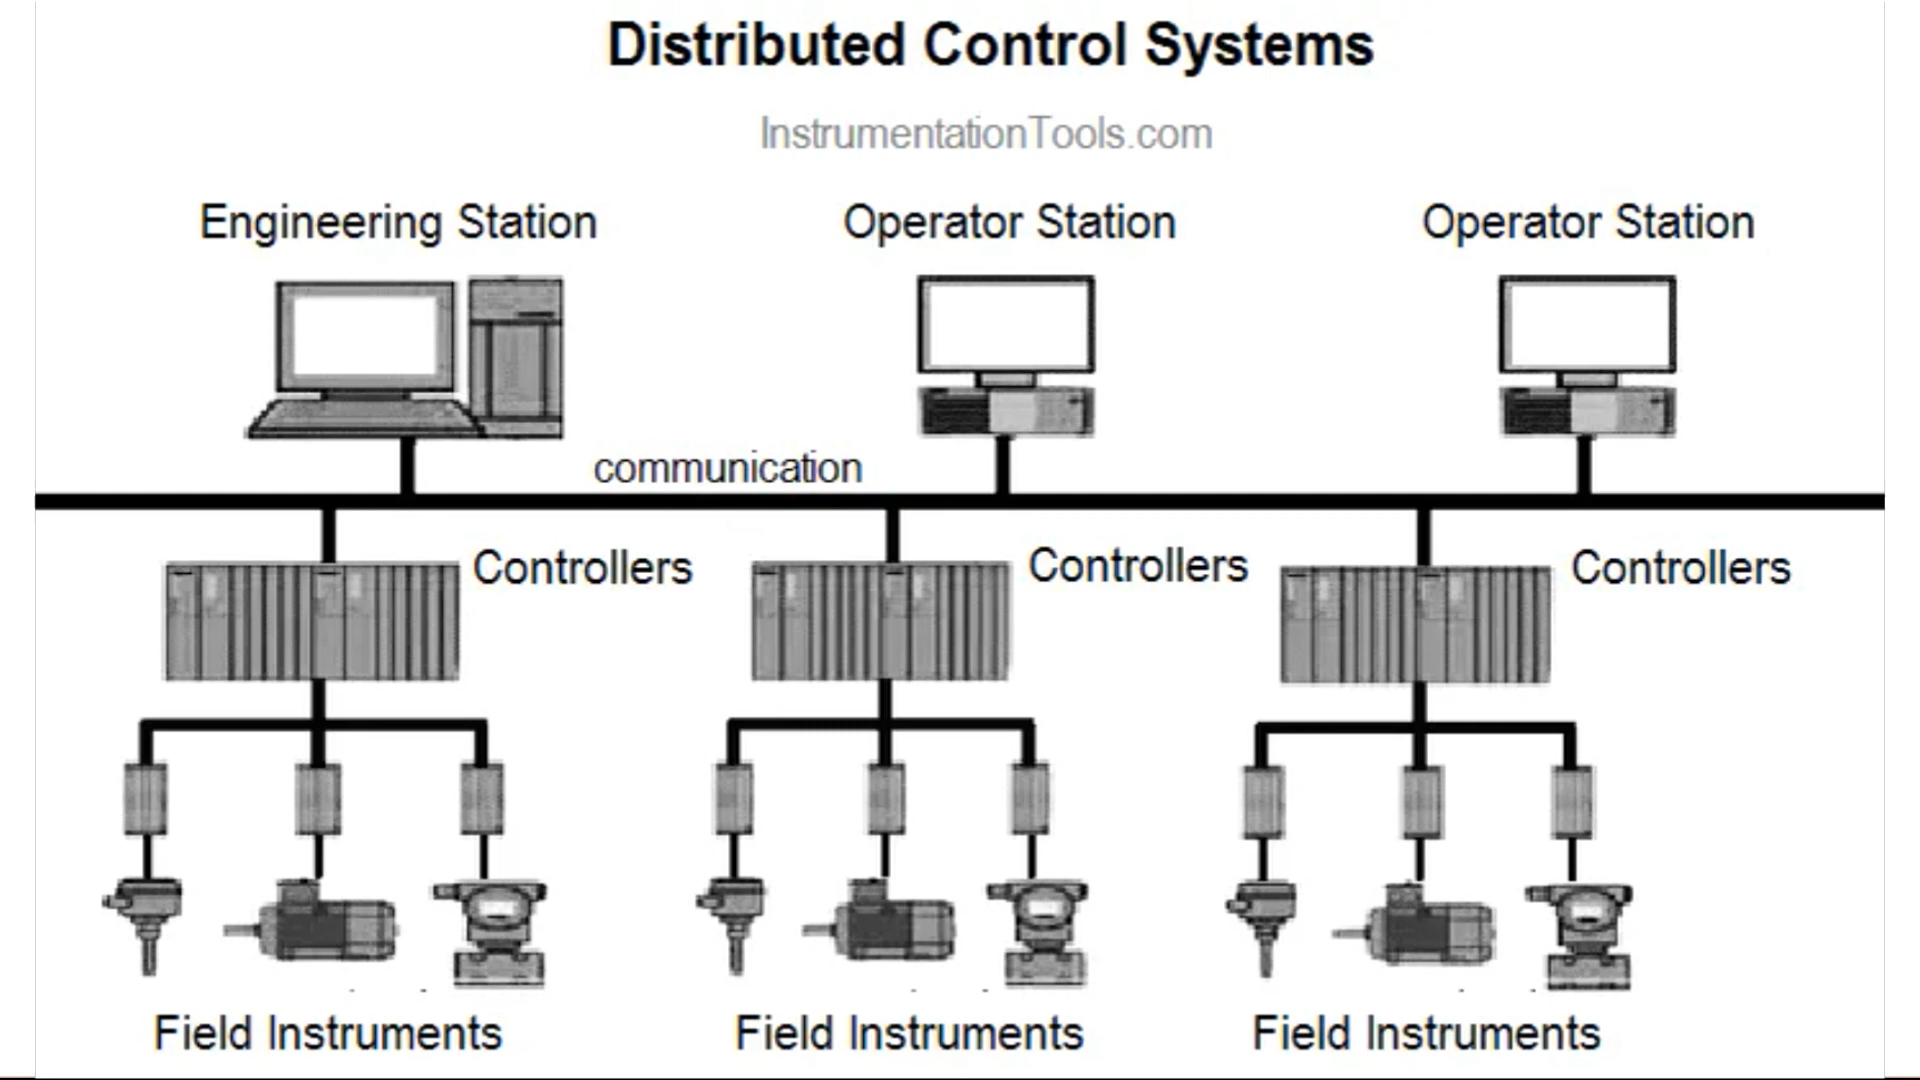 Distributed Control Systems
InstrumentationTools.com
Engineering Station
Operator Station
Operator Station
communication
Controllers
Controllers
Controllers
Field Instruments
Field Instruments
Field Instruments